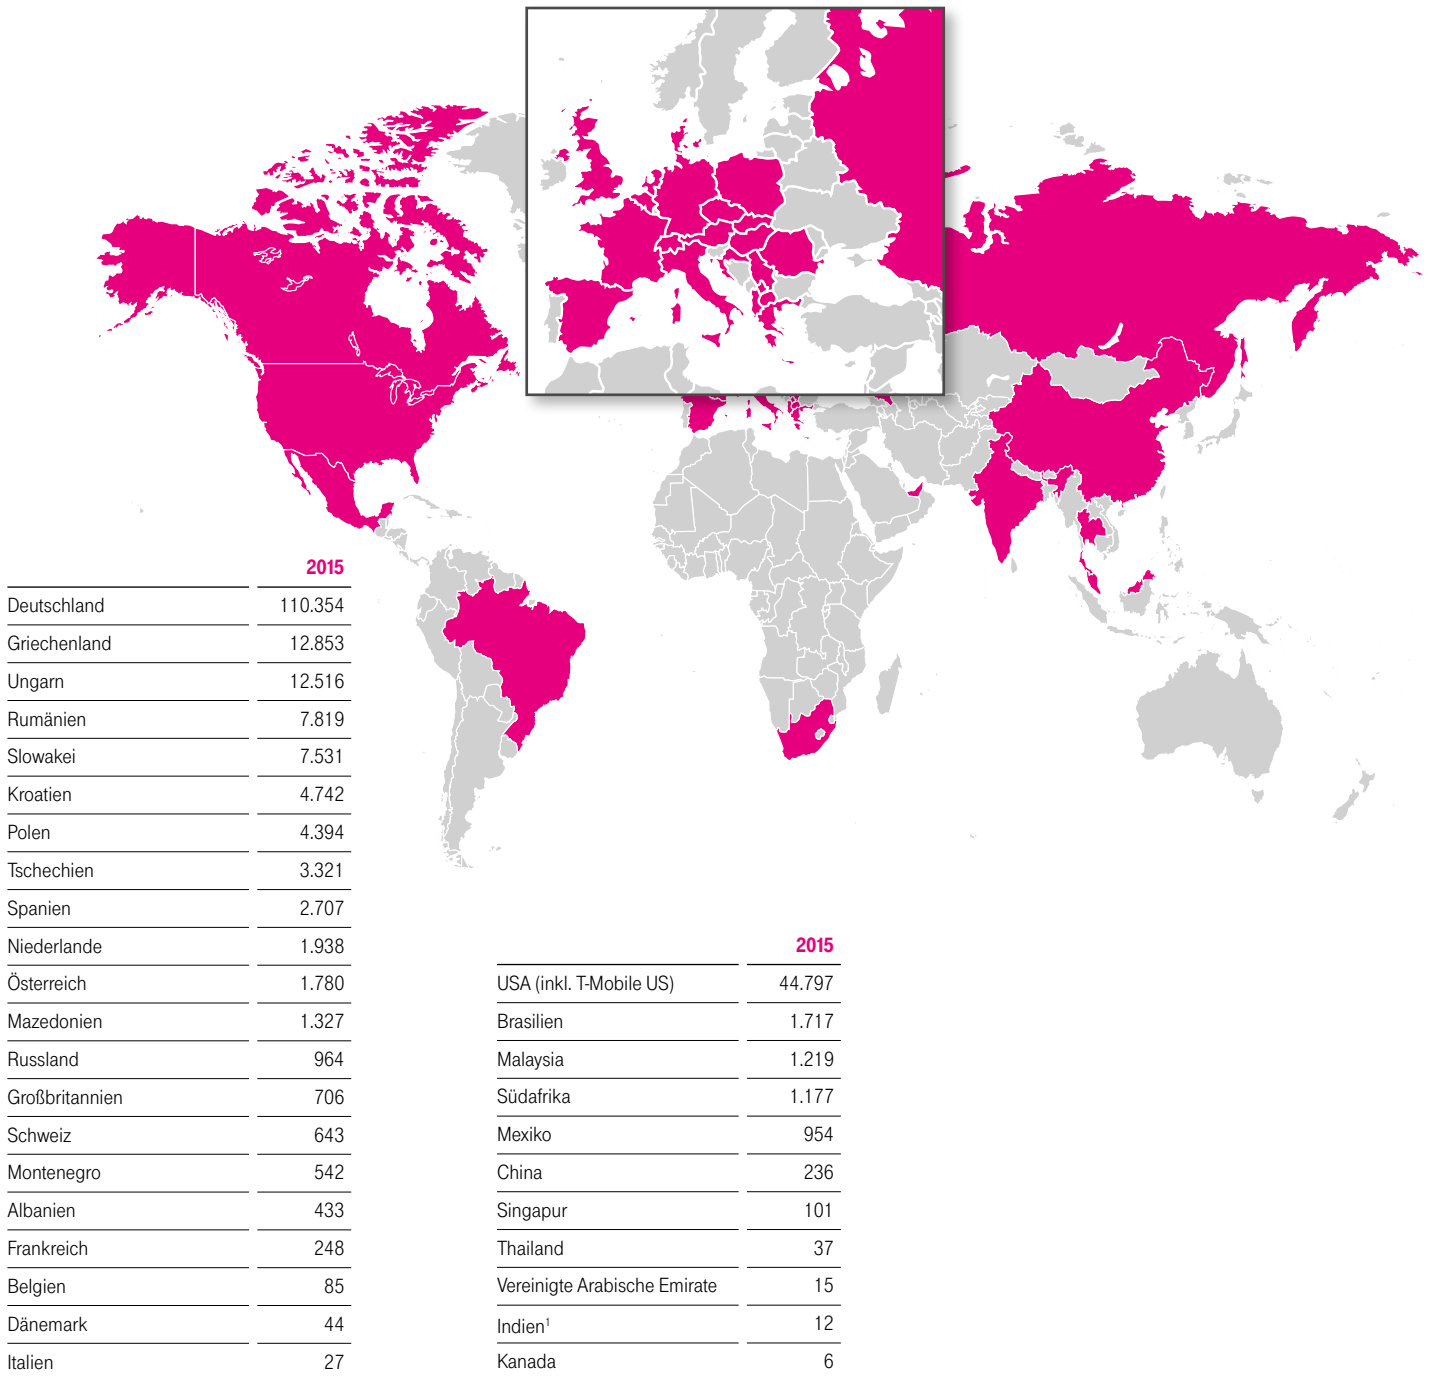 2015
Deutschland 110.354
Griechenland 12.853
Ungarn 12.516
Rumänien 7.819
Slowakei 7.531
Kroatien 4.742
Polen 4.394
Tschechien 3.321
Spanien 2.707
Niederlande 1.938
Österreich 1.780
Mazedonien 1.327
Russland 964
Großbritannien 706
Schweiz 643
Montenegro 542
Albanien 433
Frankreich 248
Belgien 85
Dänemark 44
Italien 27
2015
USA (inkl. T-Mobile US) 44.797
Brasilien 1.717
Malaysia 1.219
Südafrika 1.177
Mexiko 954
China 236
Singapur 101
Thailand 37
Vereinigte Arabische Emirate 15
Indien¹ 12
Kanada 6